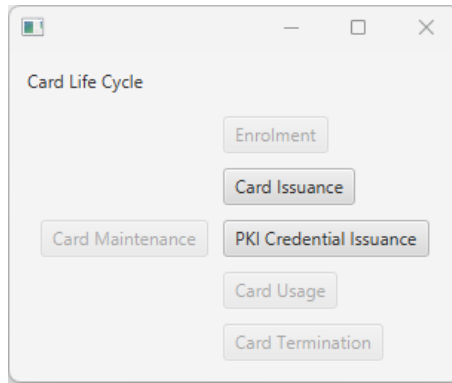 Card Life Cycle
Enrolment
Card Issuance
Card Maintenance PKI Credential Issuance
Card Usage
Card Termination